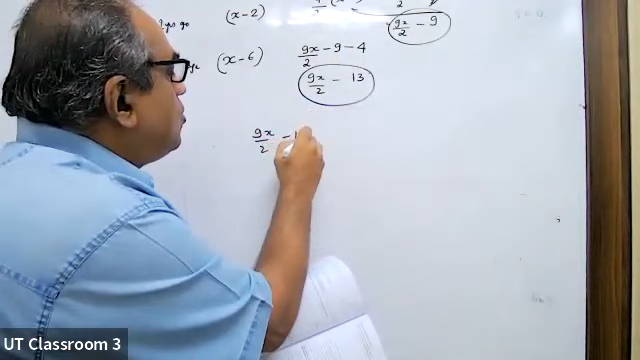 (x-2)
9x/2 - 9
(x-6) 9x/2 - 9 - 4
9x/2 - 13
9x/2 -
UT Classroom 3